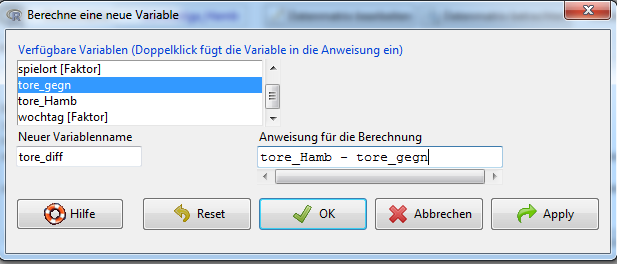 Berechne eine neue Variable
Verfügbare Variablen (Doppelklick fügt die Variable in die Anweisung ein)
spielort [Faktor]
tore_gegn
tore_Hamb
wochtag [Faktor]
Neuer Variablenname
Anweisung für die Berechnung
tore_diff
tore_Hamb - tore_gegn
Hilfe
Reset
OK
Abbrechen
Apply